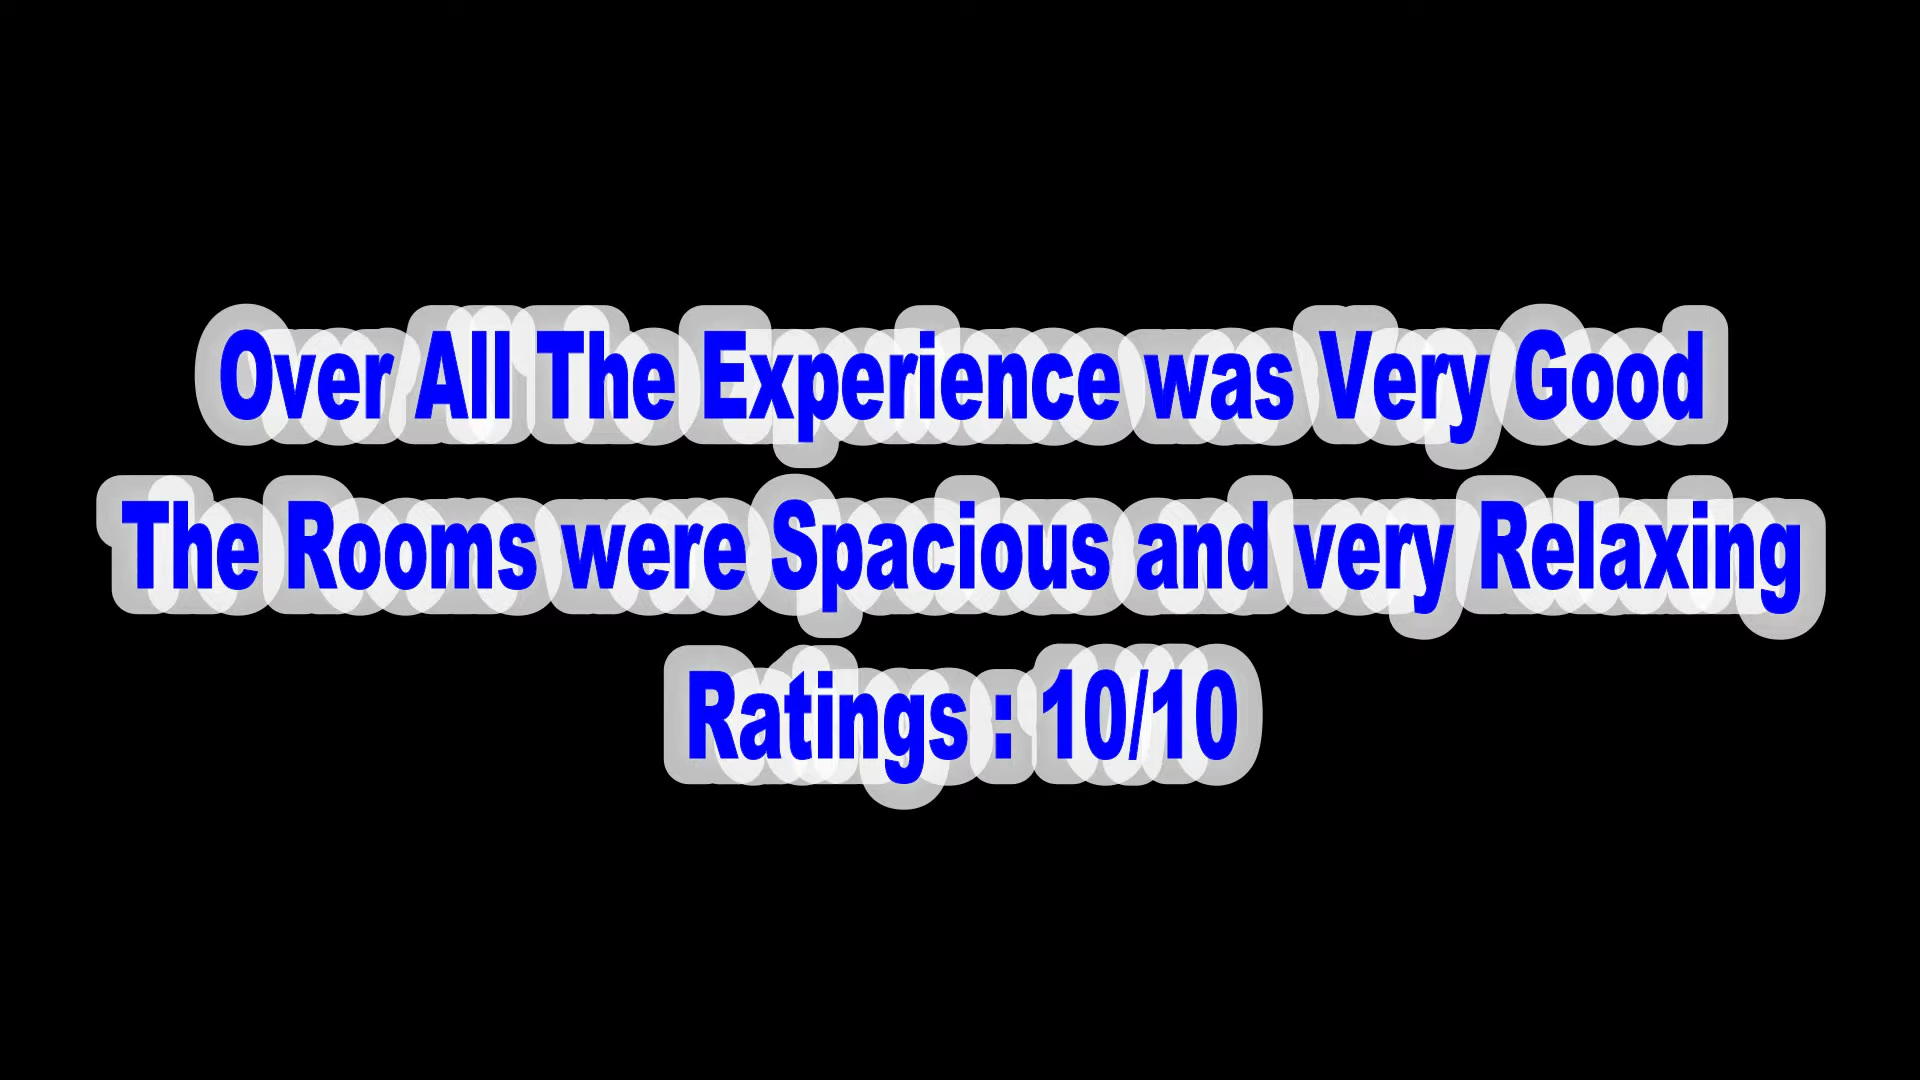 Over All The Experience was Very Good
The Rooms were Spacious and very Relaxing
Ratings : 10/10